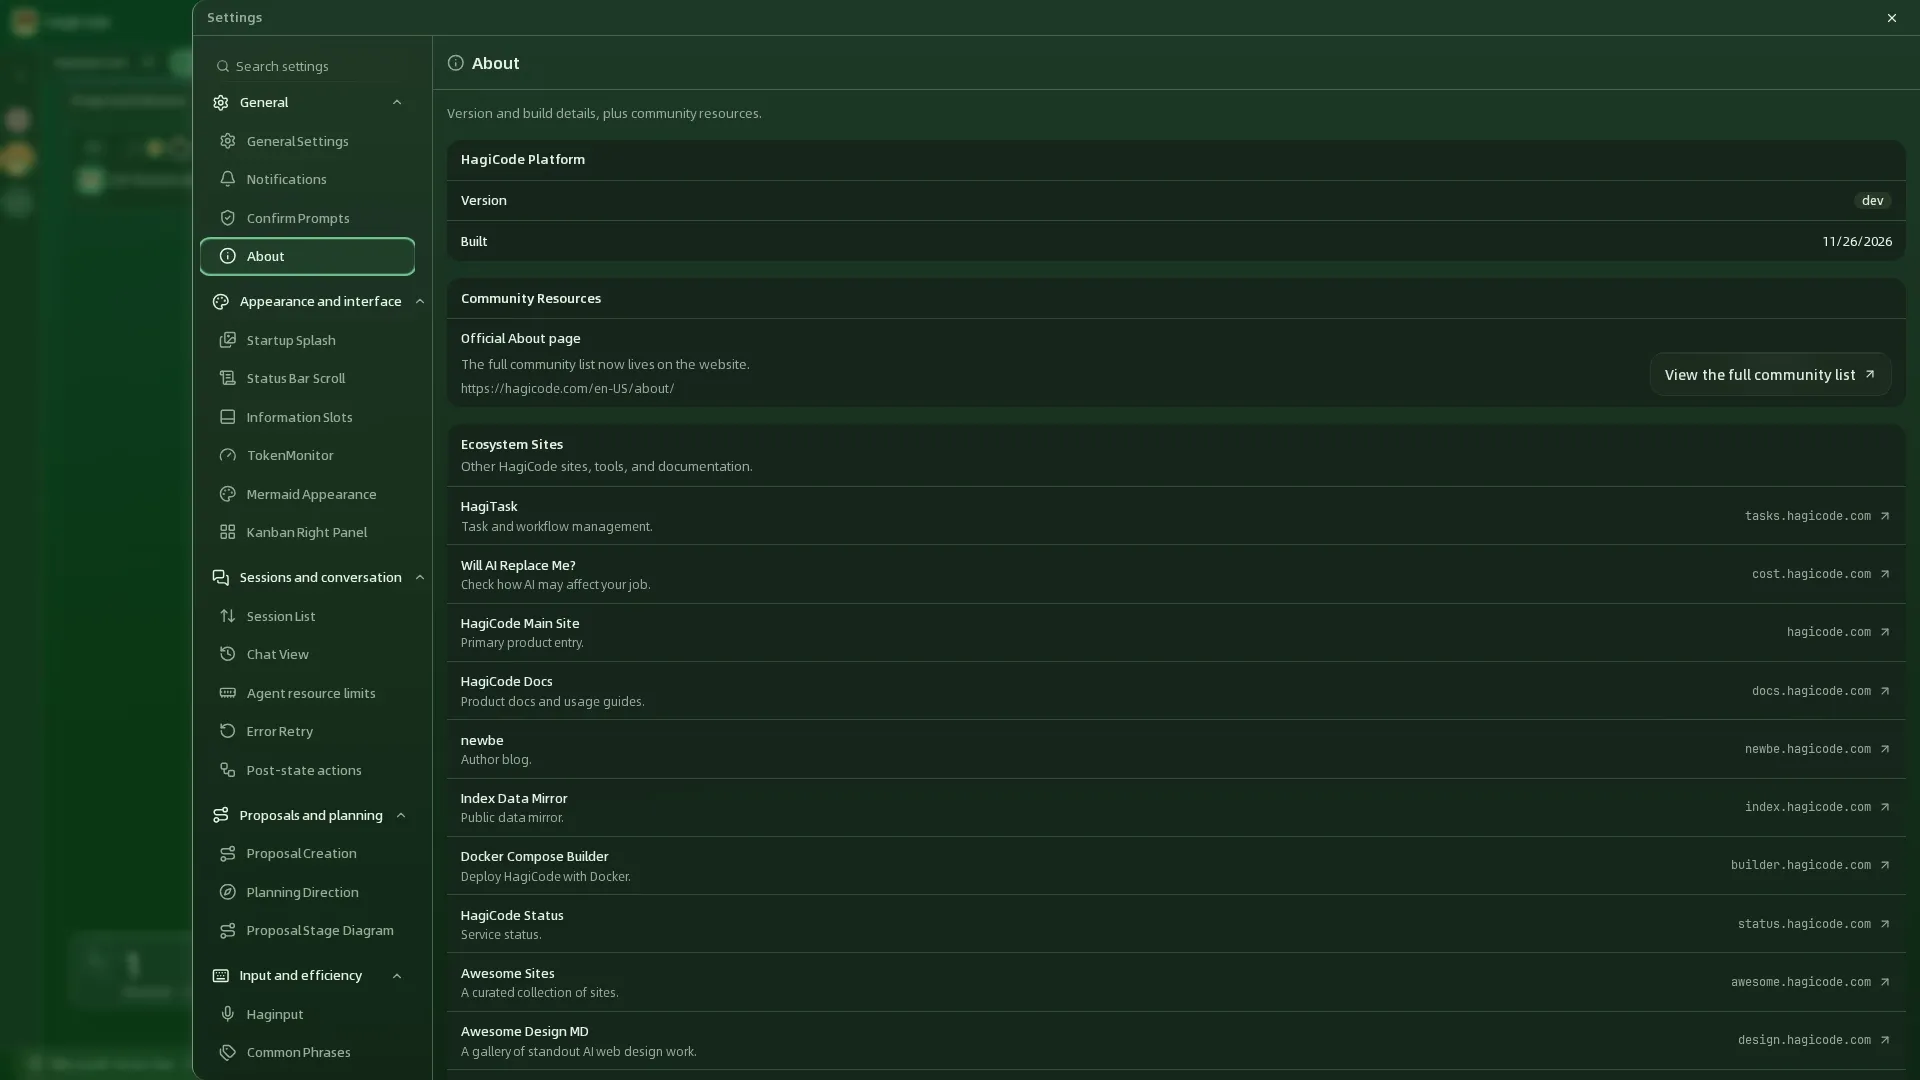 Settings
Search settings
General
General Settings
Notifications
Confirm Prompts
About
Appearance and interface
Startup Splash
Status Bar Scroll
Information Slots
TokenMonitor
Mermaid Appearance
Kanban Right Panel
Sessions and conversation
Session List
Chat View
Agent resource limits
Error Retry
Post-state actions
Proposals and planning
Proposal Creation
Planning Direction
Proposal Stage Diagram
Input and efficiency
Haginput
Common Phrases
About
Version and build details, plus community resources.
HagiCode Platform
Version
dev
Built
11/26/2026
Community Resources
Official About page
The full community list now lives on the website.
https://hagicode.com/en-US/about/
View the full community list
Ecosystem Sites
Other HagiCode sites, tools, and documentation.
HagiTask
Task and workflow management.
tasks.hagicode.com
Will AI Replace Me?
Check how AI may affect your job.
cost.hagicode.com
HagiCode Main Site
Primary product entry.
hagicode.com
HagiCode Docs
Product docs and usage guides.
docs.hagicode.com
newbe
Author blog.
newbe.hagicode.com
Index Data Mirror
Public data mirror.
index.hagicode.com
Docker Compose Builder
Deploy HagiCode with Docker.
builder.hagicode.com
HagiCode Status
Service status.
status.hagicode.com
Awesome Sites
A curated collection of sites.
awesome.hagicode.com
Awesome Design MD
A gallery of standout AI web design work.
design.hagicode.com